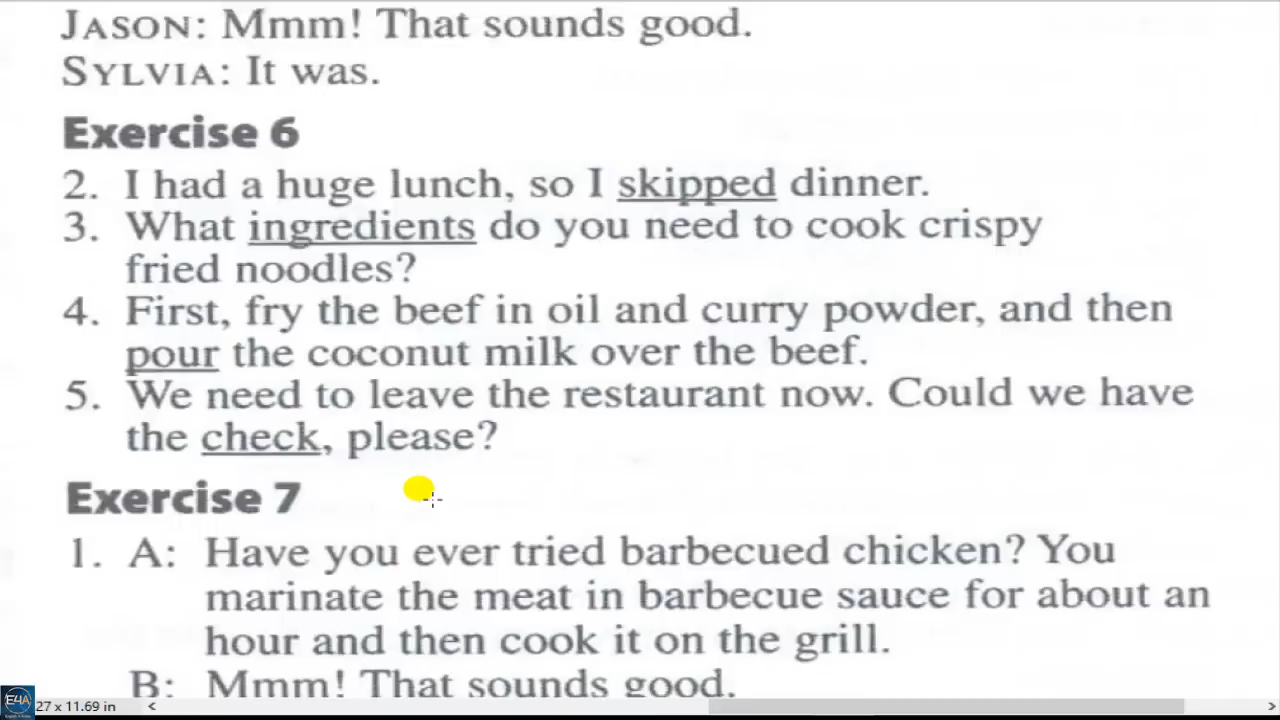 JASON: Mmm! That sounds good.
SYLVIA: It was.
Exercise 6
2. I had a huge lunch, so I skipped dinner.
3. What ingredients do you need to cook crispy
fried noodles?
4. First, fry the beef in oil and curry powder, and then
pour the coconut milk over the beef.
5. We need to leave the restaurant now. Could we have
the check, please?
Exercise 7
1. A: Have you ever tried barbecued chicken? You
marinate the meat in barbecue sauce for about an
hour and then cook it on the grill.
B: Mmm! That sounds good.
E4A
27 x 11.69 in